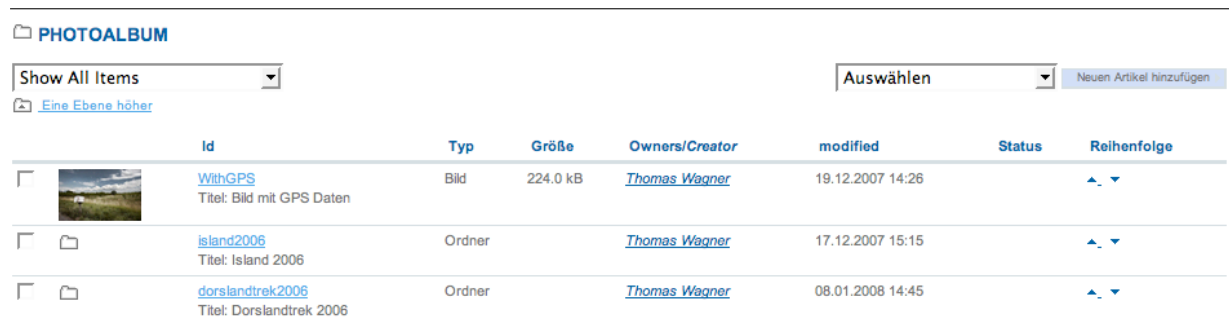 PHOTOALBUM
Show All Items Auswählen Neuen Artikel hinzufügen
Eine Ebene höher
Id Typ Größe Owners/Creator modified Status Reihenfolge
WithGPS Bild 224.0 kB Thomas Wagner 19.12.2007 14:26
Titel: Bild mit GPS Daten
island2006 Ordner Thomas Wagner 17.12.2007 15:15
Titel: Island 2006
dorslandtrek2006 Ordner Thomas Wagner 08.01.2008 14:45
Titel: Dorslandtrek 2006